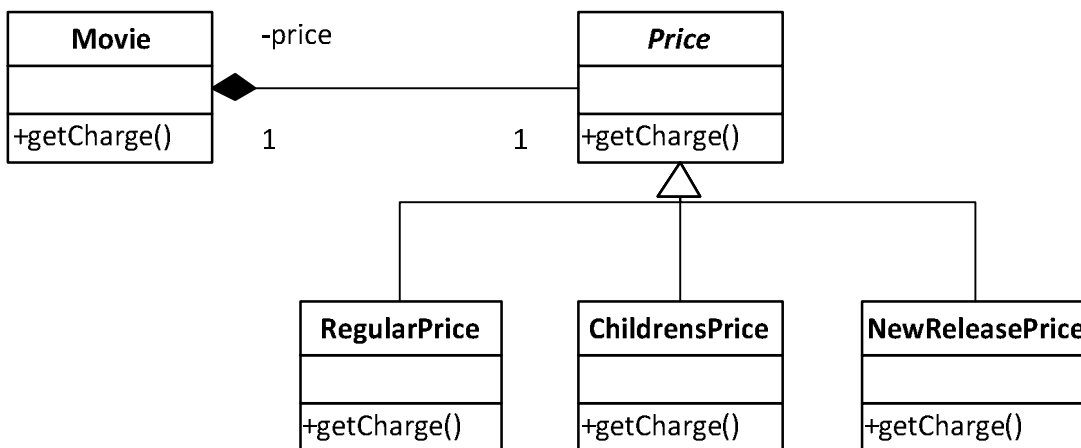 Movie
-price
Price
+getCharge()
1
1
+getCharge()
RegularPrice
ChildrensPrice
NewReleasePrice
+getCharge()
+getCharge()
+getCharge()